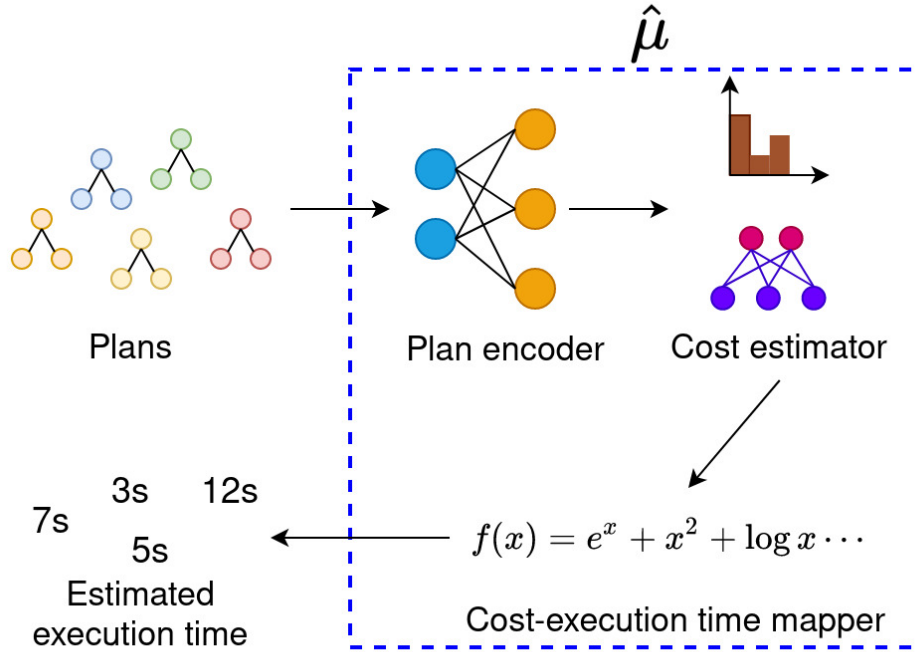 μ̂
Plans
Plan encoder
Cost estimator
7s
3s
12s
5s
f(x) = e^x + x^2 + log x ⋯
Estimated
execution time
Cost-execution time mapper